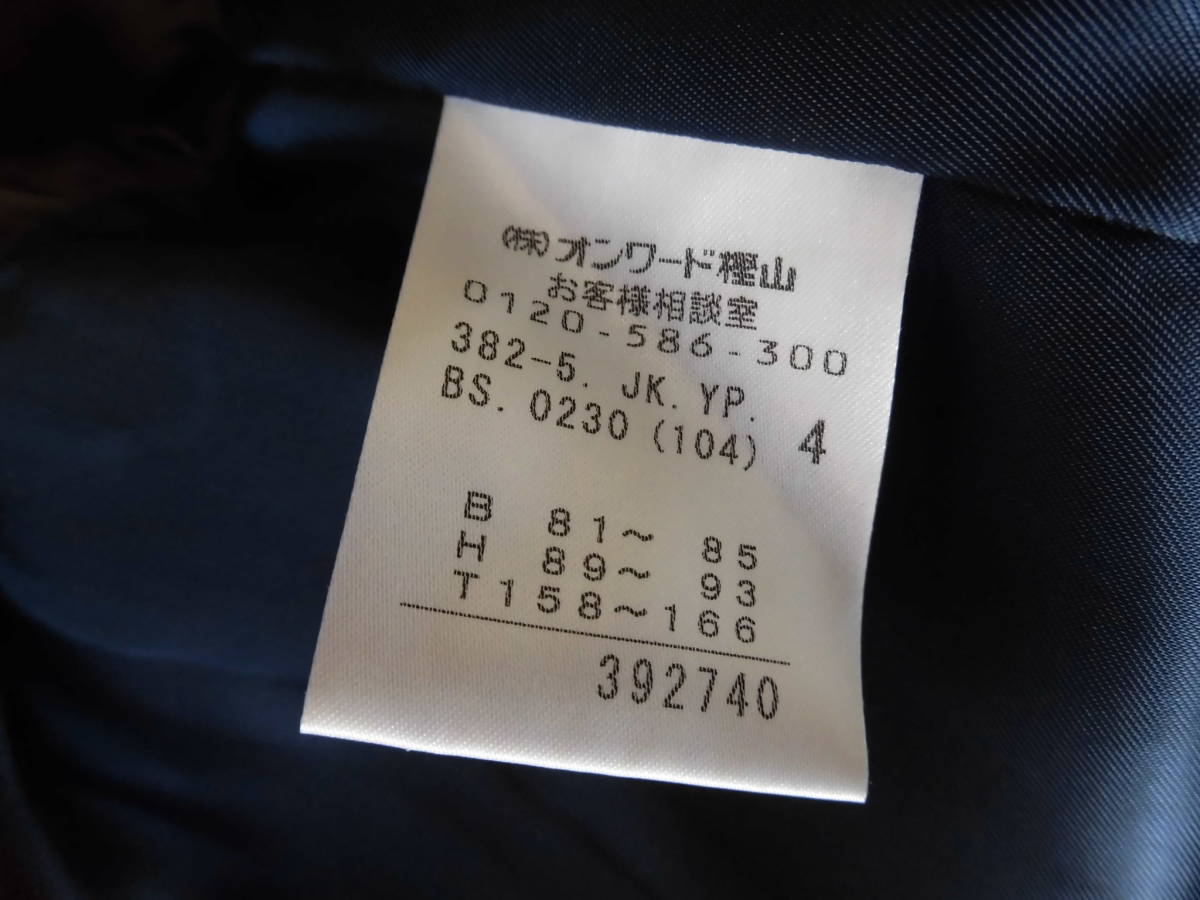 (株)オンワード樫山
お客様相談室
0120-586-300
382-5. JK. YP.
BS. 0230 (104) 4
B 81～ 85
H 89～ 93
T158～166
392740